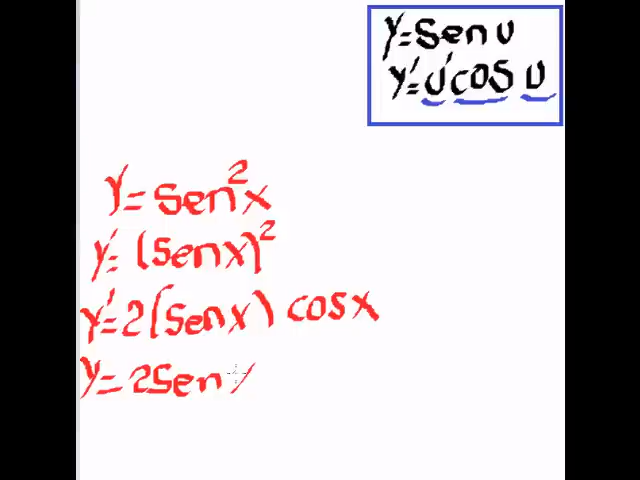 y=sen u
y'=u'cos u
y=sen²x
y'=(senx)²
y'=2(senx) cosx
y=2sen